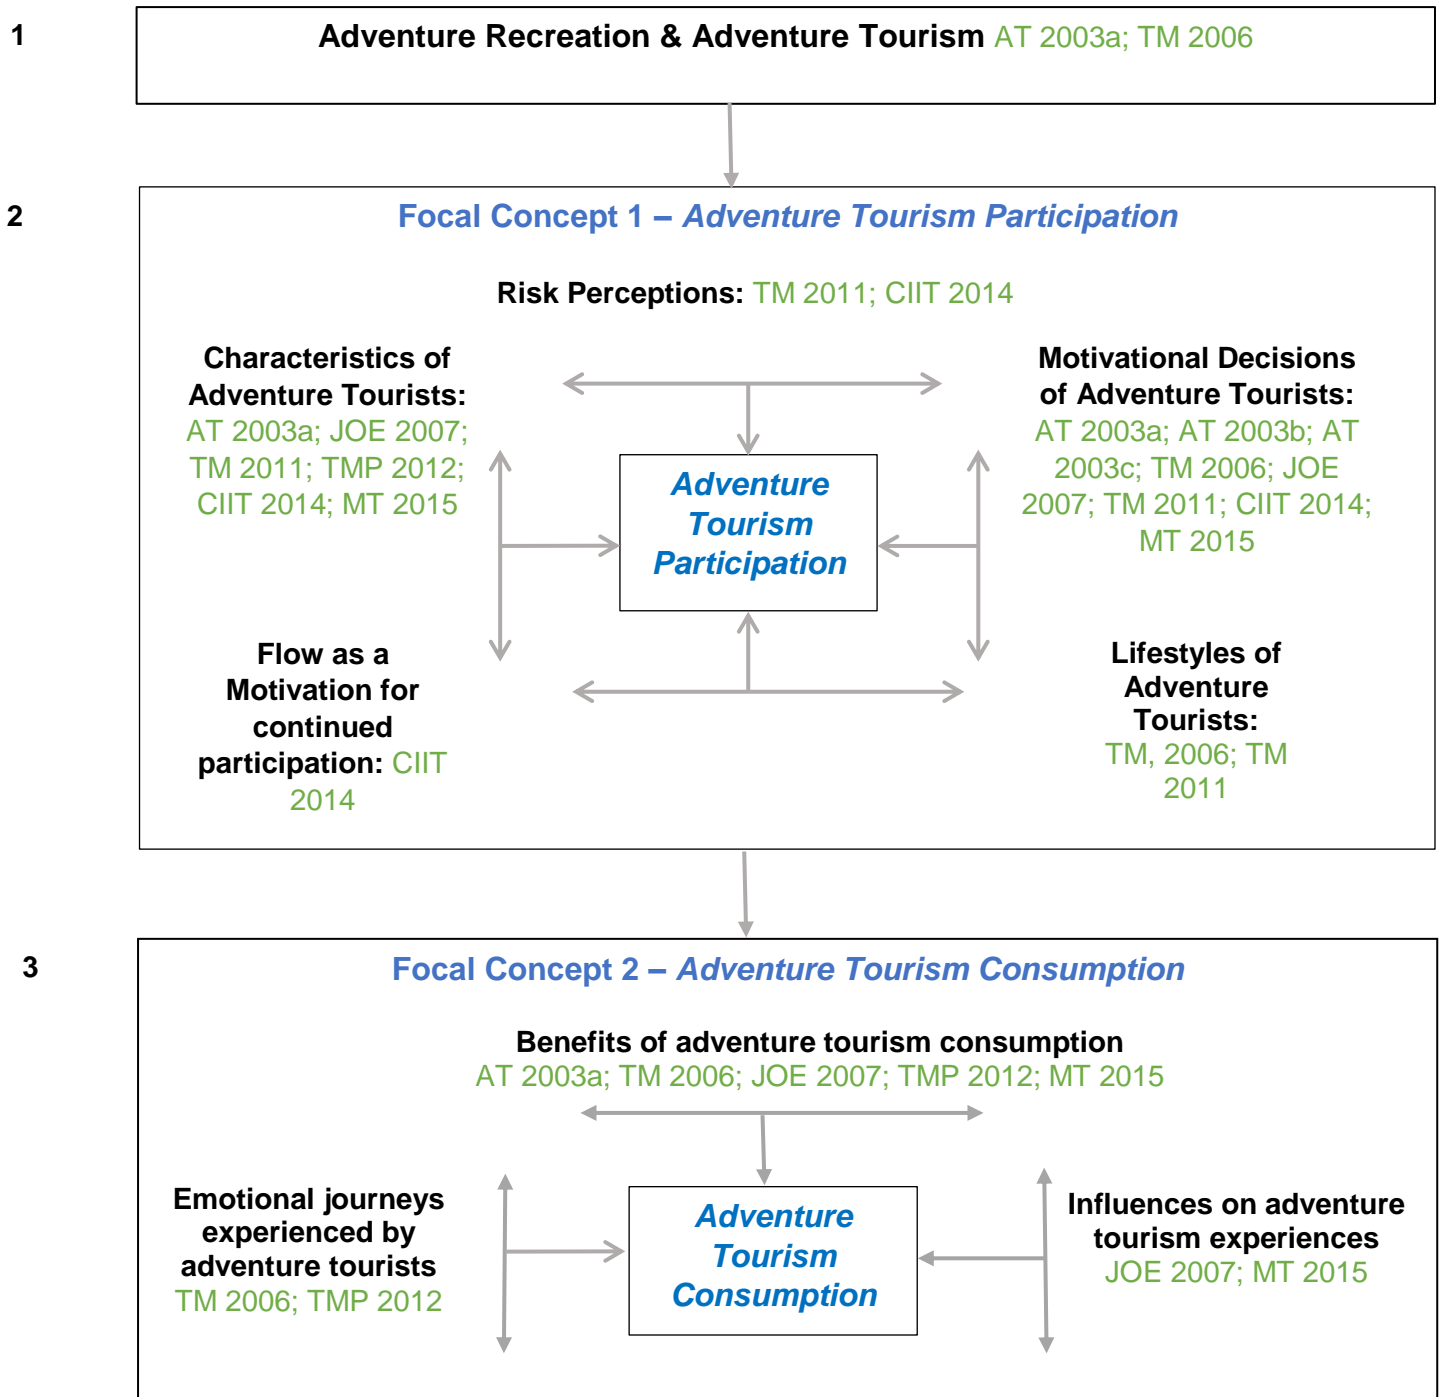 1
Adventure Recreation & Adventure Tourism AT 2003a; TM 2006
2
Focal Concept 1 – Adventure Tourism Participation
Risk Perceptions: TM 2011; CIIT 2014
Characteristics of
Adventure Tourists:
AT 2003a; JOE 2007;
TM 2011; TMP 2012;
CIIT 2014; MT 2015
Motivational Decisions
of Adventure Tourists:
AT 2003a; AT 2003b; AT
2003c; TM 2006; JOE
2007; TM 2011; CIIT 2014;
MT 2015
Adventure
Tourism
Participation
Flow as a
Motivation for
continued
participation: CIIT
2014
Lifestyles of
Adventure
Tourists:
TM, 2006; TM
2011
3
Focal Concept 2 – Adventure Tourism Consumption
Benefits of adventure tourism consumption
AT 2003a; TM 2006; JOE 2007; TMP 2012; MT 2015
Emotional journeys
experienced by
adventure tourists
TM 2006; TMP 2012
Adventure
Tourism
Consumption
Influences on adventure
tourism experiences
JOE 2007; MT 2015